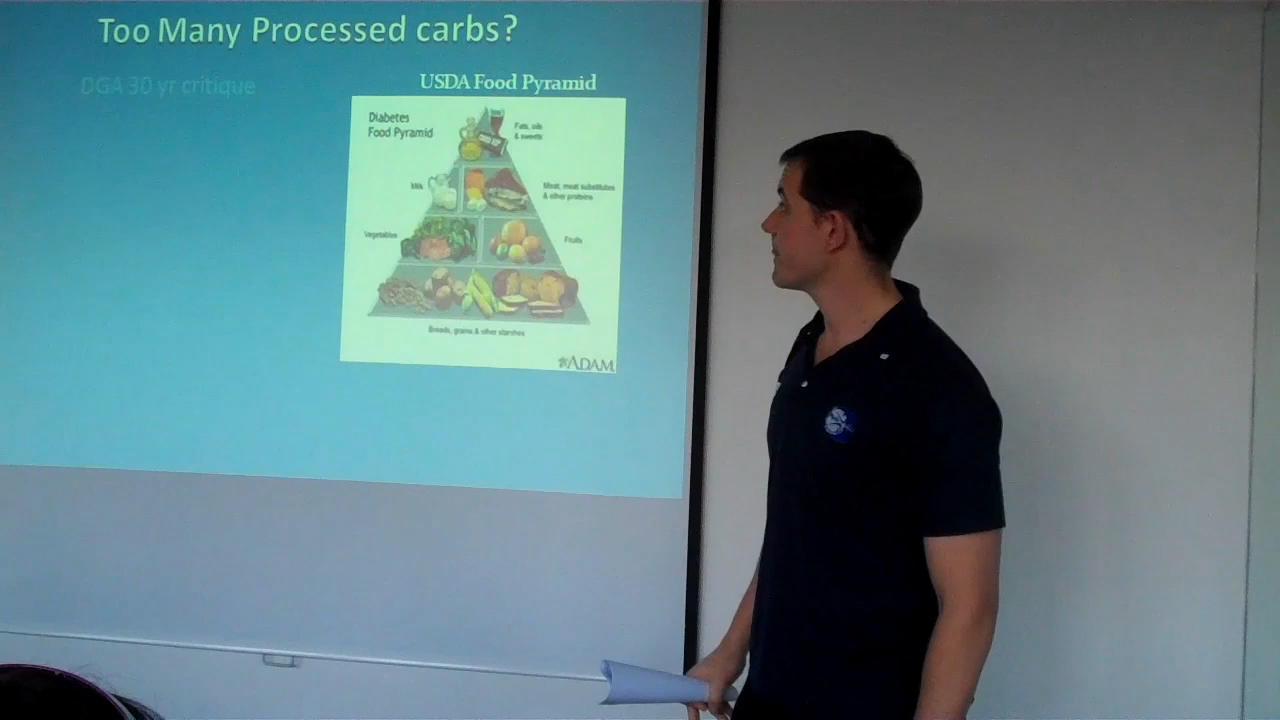 Too Many Processed carbs?
DGA 30 yr critique
USDA Food Pyramid
Diabetes
Food Pyramid
Fats, oils
& sweets
Milk
Meat, meat substitutes
& other proteins
Vegetables
Fruits
Breads, grains & other starches
ADAM